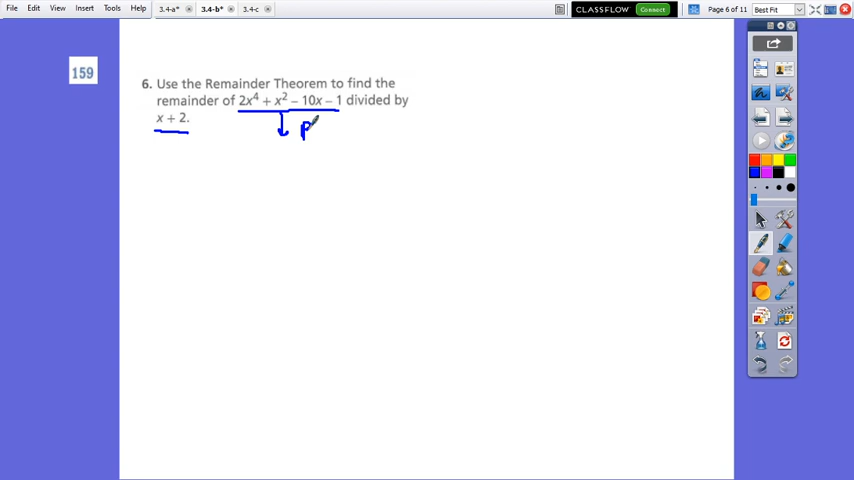 File Edit View Insert Tools Help 3.4-a* 3.4-b* 3.4-c CLASSFLOW Connect Page 6 of 11 Best Fit
159
6. Use the Remainder Theorem to find the
remainder of 2x⁴ + x² – 10x – 1 divided by
x + 2.
P